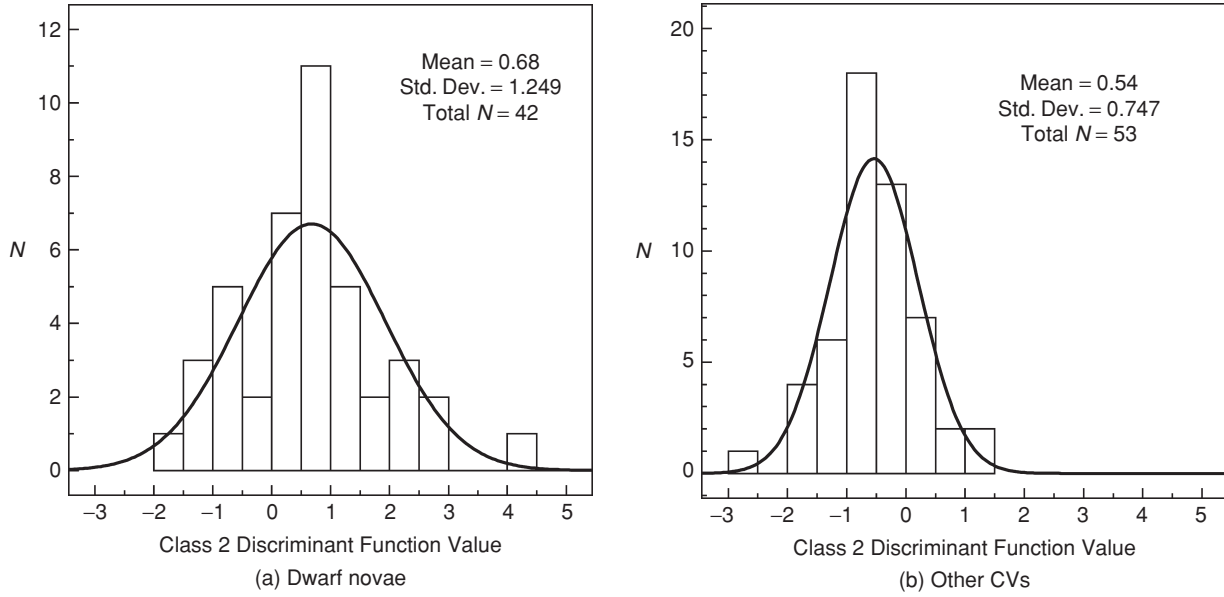 12
10
8
6
4
2
0
N
Mean = 0.68
Std. Dev. = 1.249
Total N = 42
−3 −2 −1 0 1 2 3 4 5
Class 2 Discriminant Function Value
(a) Dwarf novae
20
15
10
5
0
N
Mean = 0.54
Std. Dev. = 0.747
Total N = 53
−3 −2 −1 0 1 2 3 4 5
Class 2 Discriminant Function Value
(b) Other CVs